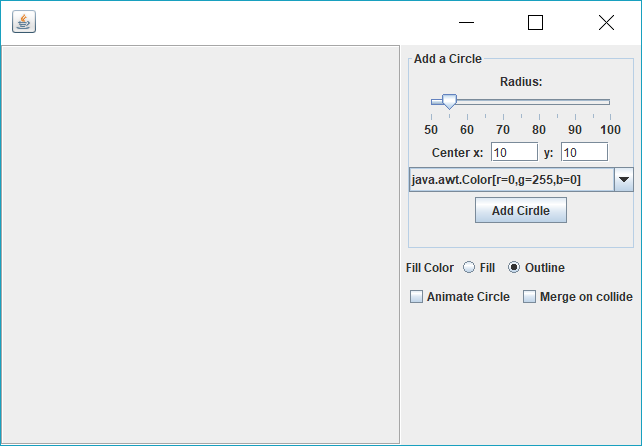 Add a Circle
Radius:
50 60 70 80 90 100
Center x: 10 y: 10
java.awt.Color[r=0,g=255,b=0]
Add Cirdle
Fill Color Fill Outline
Animate Circle Merge on collide